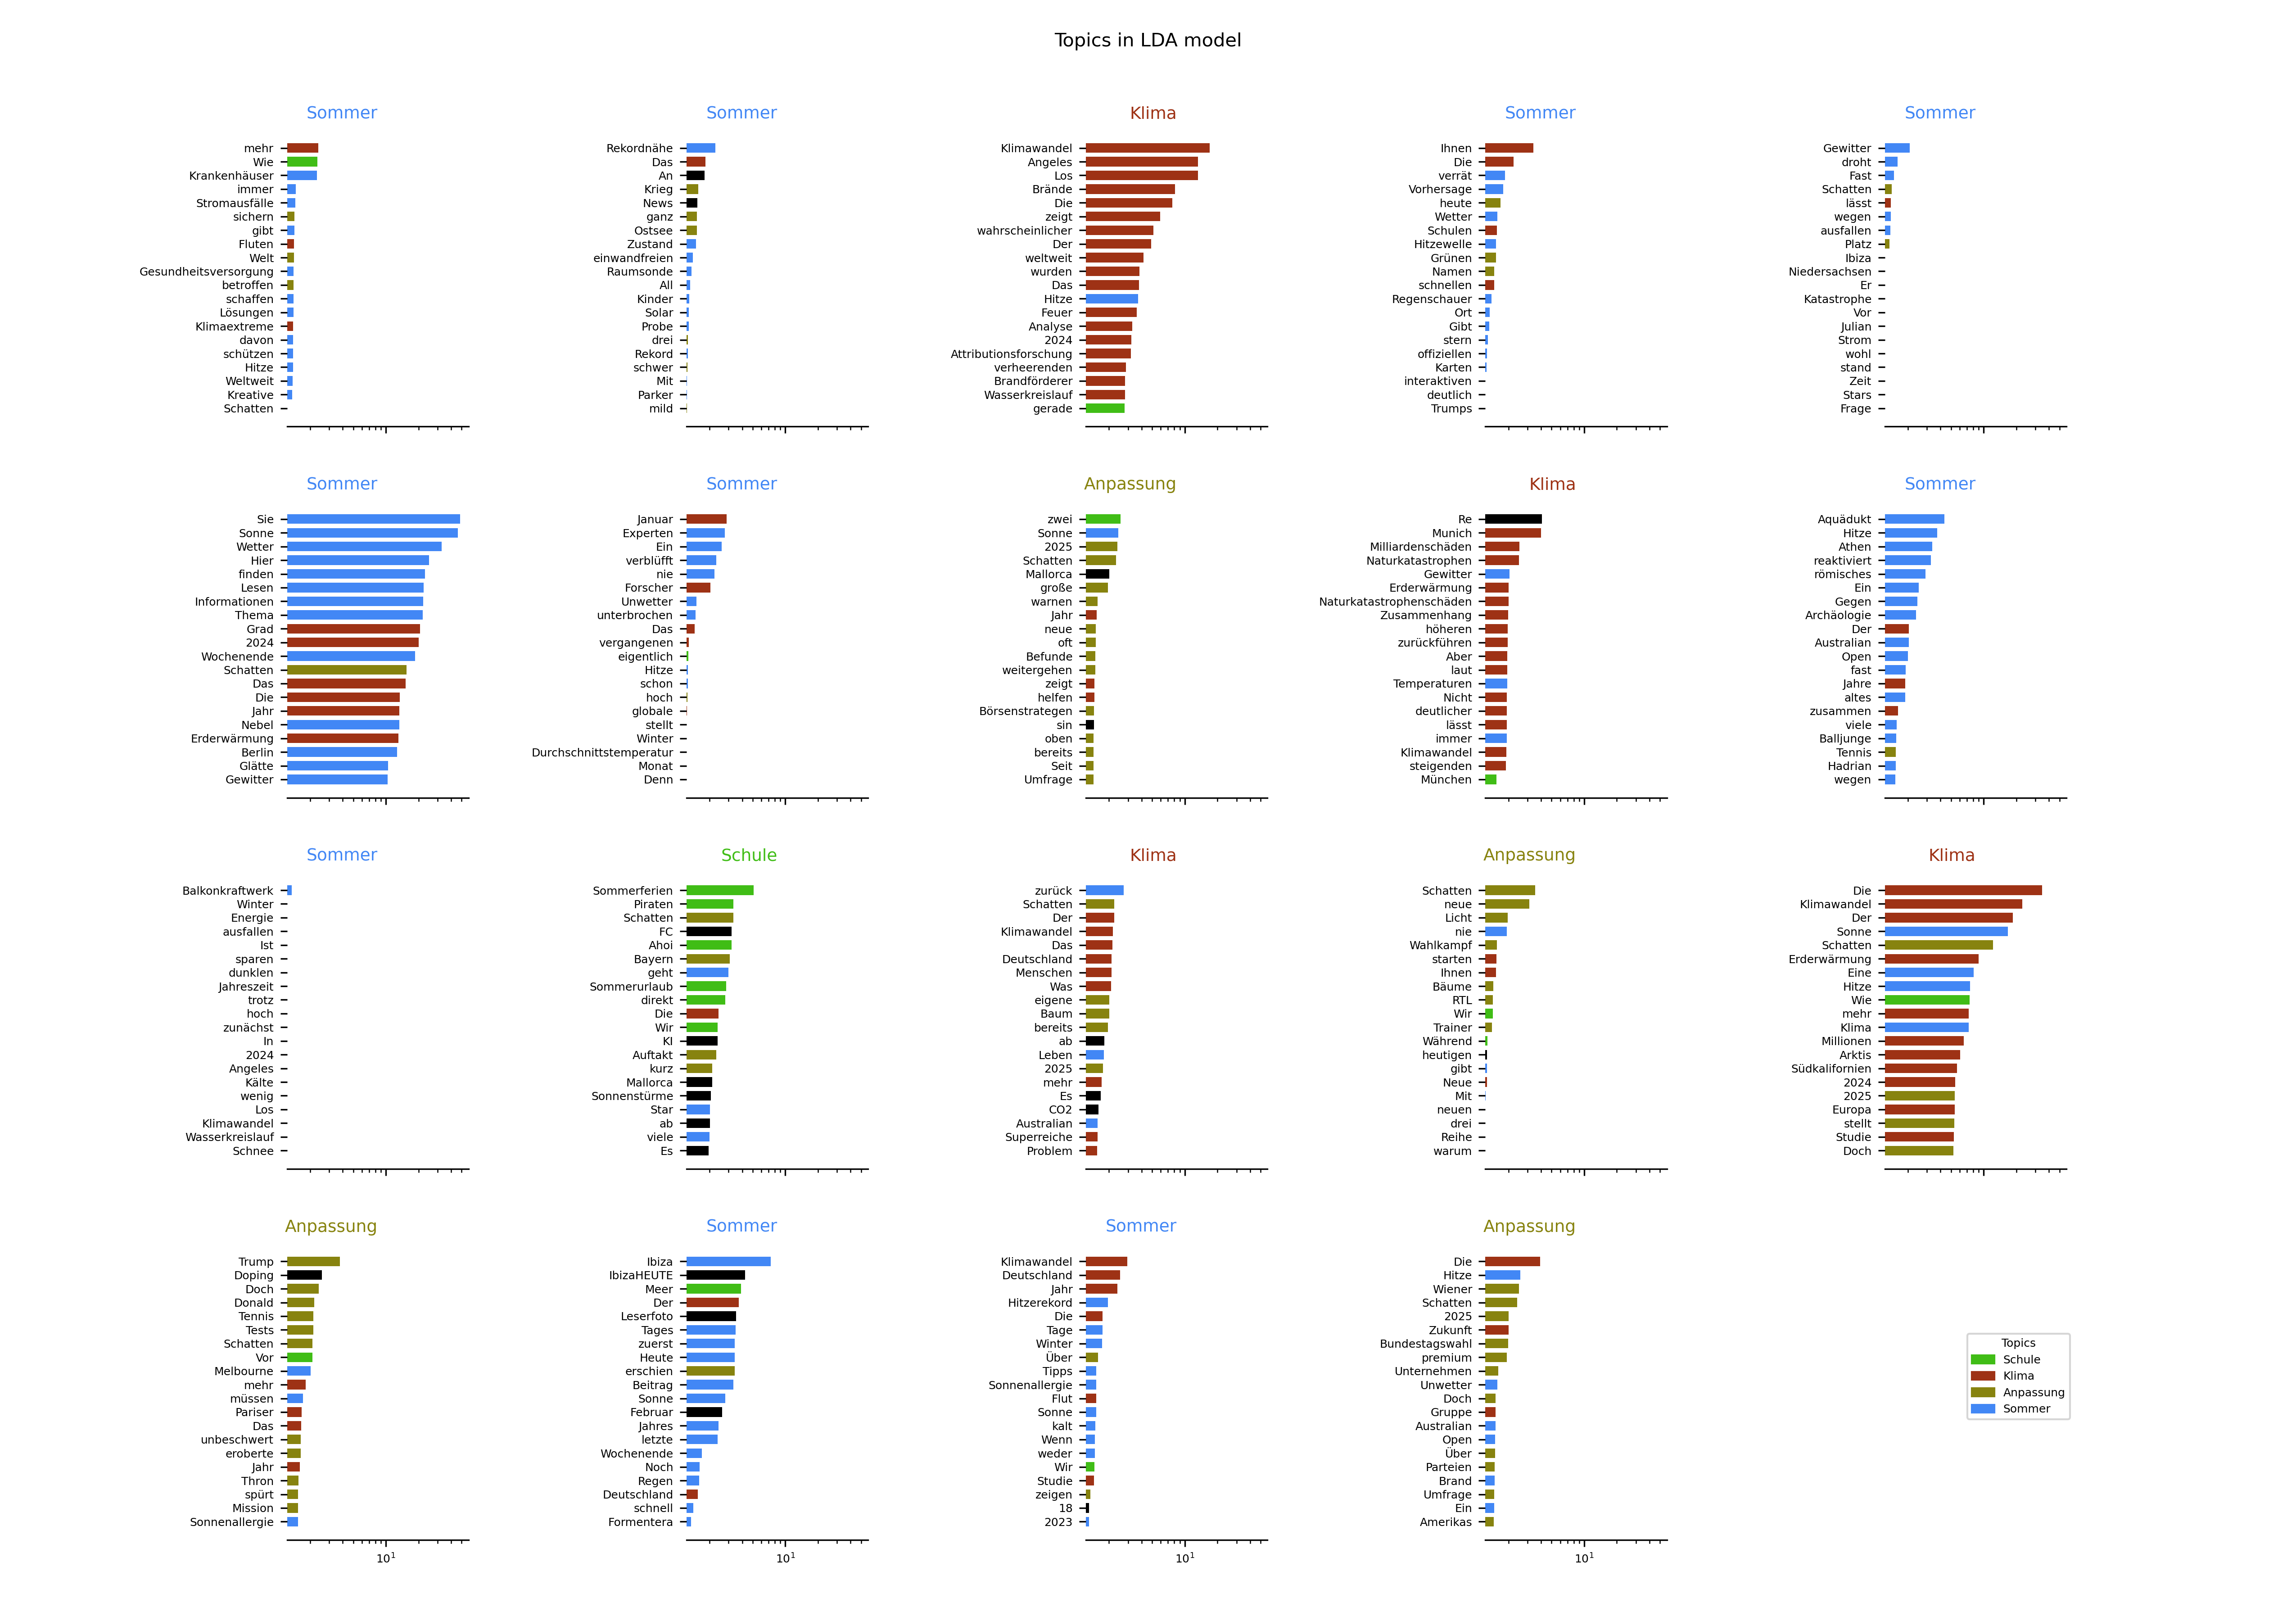 Topics in LDA model
Sommer
mehr
Wie
Krankenhäuser
immer
Stromausfälle
sichern
gibt
Fluten
Welt
Gesundheitsversorgung
betroffen
schaffen
Lösungen
Klimaextreme
davon
schützen
Hitze
Weltweit
Kreative
Schatten
Sommer
Rekordnähe
Das
An
Krieg
News
ganz
Ostsee
Zustand
einwandfreien
Raumsonde
All
Kinder
Solar
Probe
drei
Rekord
schwer
Mit
Parker
mild
Klima
Klimawandel
Angeles
Los
Brände
Die
zeigt
wahrscheinlicher
Der
weltweit
wurden
Das
Hitze
Feuer
Analyse
2024
Attributionsforschung
verheerenden
Brandförderer
Wasserkreislauf
gerade
Sommer
Ihnen
Die
verrät
Vorhersage
heute
Wetter
Schulen
Hitzewelle
Grünen
Namen
schnellen
Regenschauer
Ort
Gibt
stern
offiziellen
Karten
interaktiven
deutlich
Trumps
Sommer
Gewitter
droht
Fast
Schatten
lässt
wegen
ausfallen
Platz
Ibiza
Niedersachsen
Er
Katastrophe
Vor
Julian
Strom
wohl
stand
Zeit
Stars
Frage
Sommer
Sie
Sonne
Wetter
Hier
finden
Lesen
Informationen
Thema
Grad
2024
Wochenende
Schatten
Das
Die
Jahr
Nebel
Erderwärmung
Berlin
Glätte
Gewitter
Sommer
Januar
Experten
Ein
verblüfft
nie
Forscher
Unwetter
unterbrochen
Das
vergangenen
eigentlich
Hitze
schon
hoch
globale
stellt
Winter
Durchschnittstemperatur
Monat
Denn
Anpassung
zwei
Sonne
2025
Schatten
Mallorca
große
warnen
Jahr
neue
oft
Befunde
weitergehen
zeigt
helfen
Börsenstrategen
sin
oben
bereits
Seit
Umfrage
Klima
Re
Munich
Milliardenschäden
Naturkatastrophen
Gewitter
Erderwärmung
Naturkatastrophenschäden
Zusammenhang
höheren
zurückführen
Aber
laut
Temperaturen
Nicht
deutlicher
lässt
immer
Klimawandel
steigenden
München
Sommer
Aquädukt
Hitze
Athen
reaktiviert
römisches
Ein
Gegen
Archäologie
Der
Australian
Open
fast
Jahre
altes
zusammen
viele
Balljunge
Tennis
Hadrian
wegen
Sommer
Balkonkraftwerk
Winter
Energie
ausfallen
Ist
sparen
dunklen
Jahreszeit
trotz
hoch
zunächst
In
2024
Angeles
Kälte
wenig
Los
Klimawandel
Wasserkreislauf
Schnee
Schule
Sommerferien
Piraten
Schatten
FC
Ahoi
Bayern
geht
Sommerurlaub
direkt
Die
Wir
KI
Auftakt
kurz
Mallorca
Sonnenstürme
Star
ab
viele
Es
Klima
zurück
Schatten
Der
Klimawandel
Das
Deutschland
Menschen
Was
eigene
Baum
bereits
ab
Leben
2025
mehr
Es
CO2
Australian
Superreiche
Problem
Anpassung
Schatten
neue
Licht
nie
Wahlkampf
starten
Ihnen
Bäume
RTL
Wir
Trainer
Während
heutigen
gibt
Neue
Mit
neuen
drei
Reihe
warum
Klima
Die
Klimawandel
Der
Sonne
Schatten
Erderwärmung
Eine
Hitze
Wie
mehr
Klima
Millionen
Arktis
Südkalifornien
2024
2025
Europa
stellt
Studie
Doch
Anpassung
Trump
Doping
Doch
Donald
Tennis
Tests
Schatten
Vor
Melbourne
mehr
müssen
Pariser
Das
unbeschwert
eroberte
Jahr
Thron
spürt
Mission
Sonnenallergie
10¹
Sommer
Ibiza
IbizaHEUTE
Meer
Der
Leserfoto
Tages
zuerst
Heute
erschien
Beitrag
Sonne
Februar
Jahres
letzte
Wochenende
Noch
Regen
Deutschland
schnell
Formentera
10¹
Sommer
Klimawandel
Deutschland
Jahr
Hitzerekord
Die
Tage
Winter
Über
Tipps
Sonnenallergie
Flut
Sonne
kalt
Wenn
weder
Wir
Studie
zeigen
18
2023
10¹
Anpassung
Die
Hitze
Wiener
Schatten
2025
Zukunft
Bundestagswahl
premium
Unternehmen
Unwetter
Doch
Gruppe
Australian
Open
Über
Parteien
Brand
Umfrage
Ein
Amerikas
10¹
Topics
Schule
Klima
Anpassung
Sommer